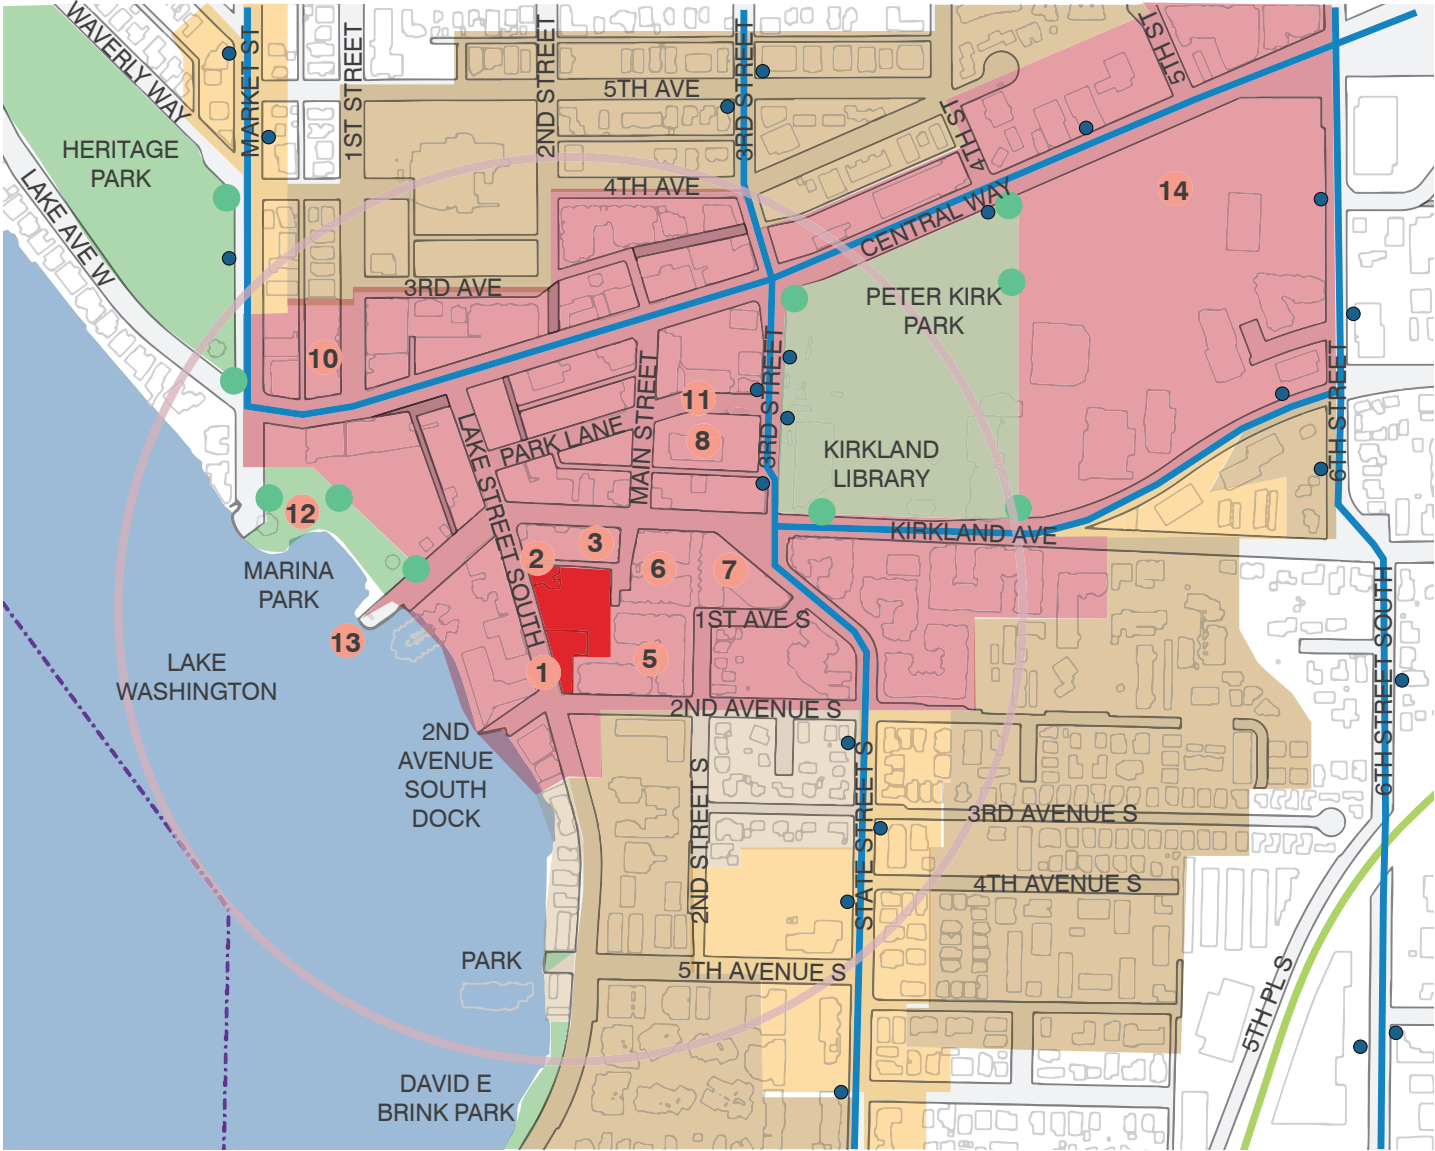 WAVERLY WAY
MARKET ST
1ST STREET
2ND STREET
3RD STREET
5TH ST
5TH AVE
4TH ST
HERITAGE
PARK
4TH AVE
14
LAKE AVE W
CENTRAL WAY
3RD AVE
PETER KIRK
PARK
10
11
8
MAIN STREET
3RD STREET
6TH STREET
LAKE STREET SOUTH
PARK LANE
KIRKLAND
LIBRARY
12
KIRKLAND AVE
2
3
6
7
MARINA
PARK
13
1ST AVE S
5
1
LAKE
WASHINGTON
2ND AVENUE S
6TH STREET SOUTH
2ND
AVENUE
SOUTH
DOCK
2ND STREET S
STATE STREET S
3RD AVENUE S
4TH AVENUE S
PARK
5TH AVENUE S
5TH PL S
DAVID E
BRINK PARK